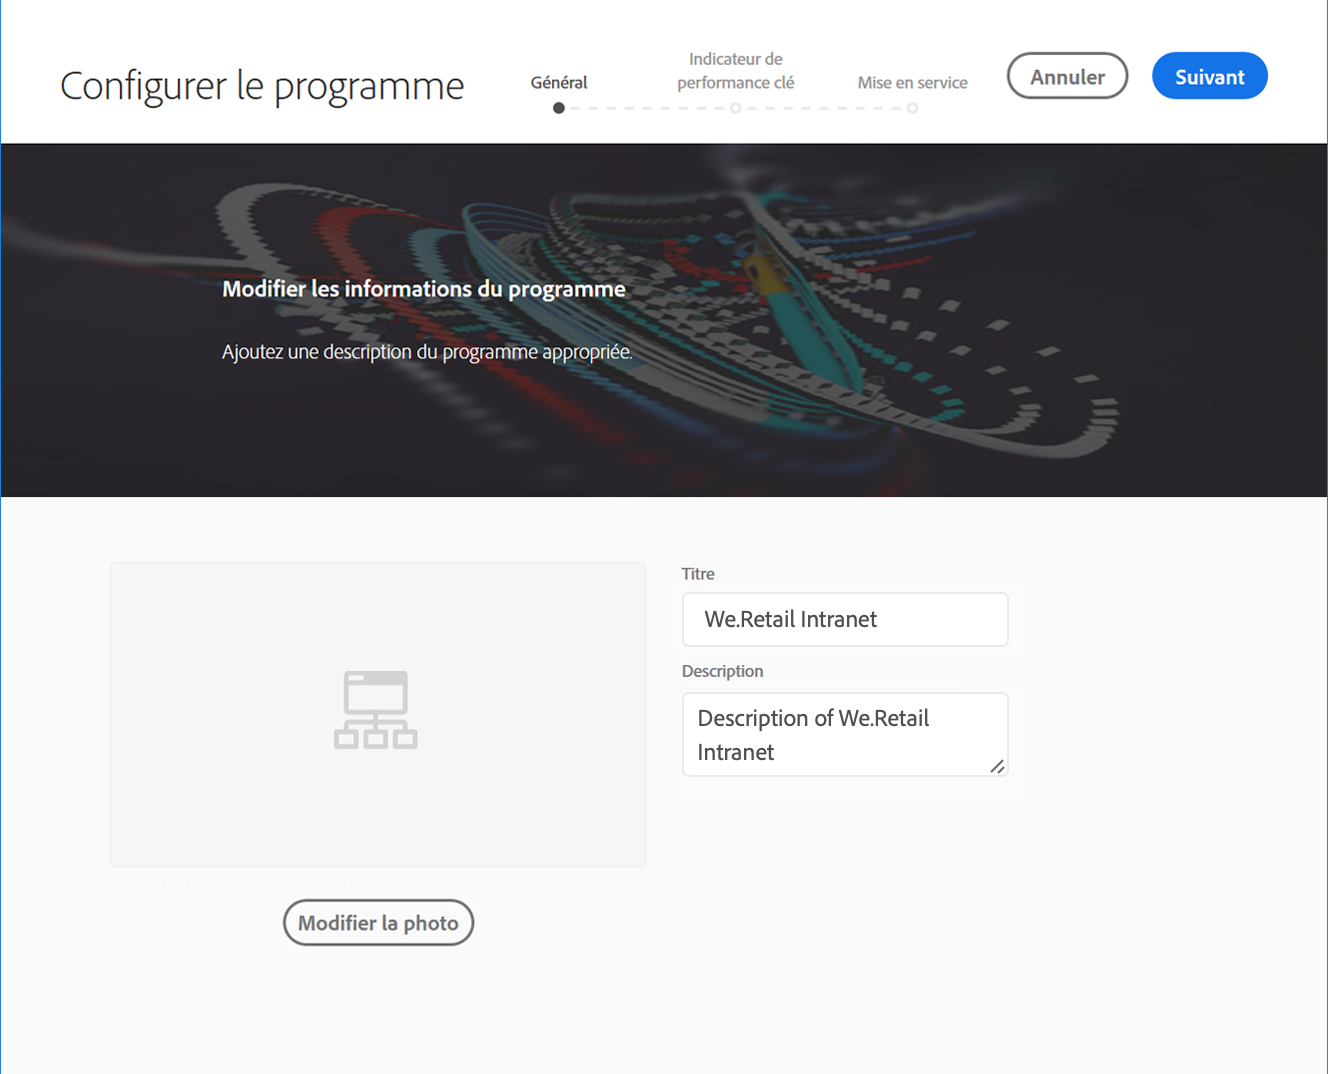 Configurer le programme
Général
Indicateur de
performance clé
Mise en service
Annuler
Suivant
Modifier les informations du programme
Ajoutez une description du programme appropriée.
Titre
We.Retail Intranet
Description
Description of We.Retail
Intranet
Modifier la photo